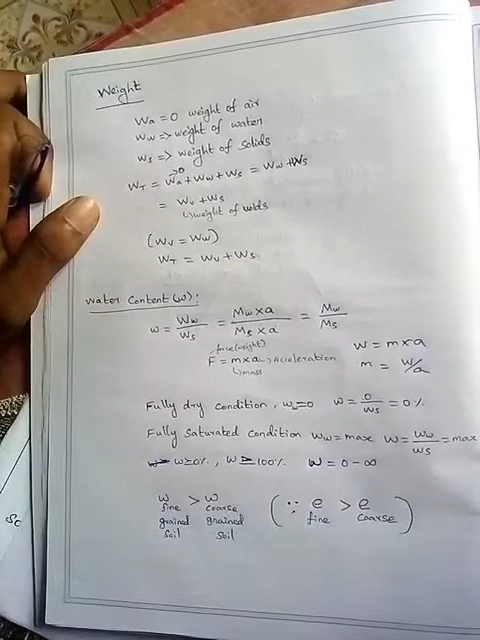 Weight
Wa = 0 weight of air
Ww => weight of water
Ws => weight of solids
WT = Wa→0 + Ww + Ws = Ww + Ws
= Wv + Ws
↳weight of voids
(Wv = Ww)
WT = Wv + Ws
Water Content (w):
w = Ww/Ws = Mw x a/Ms x a = Mw/Ms
force (weight)
F = m x a → Acceleration
↳mass
W = m x a
m = W/a
Fully dry condition, ww=0 w = 0/ws = 0%
Fully Saturated condition Ww = max w = Ww/ws = max
w ≥ 0%, w ≥ 100% w = 0 - ∞
w fine grained soil > w coarse grained soil (∵ e fine > e coarse)